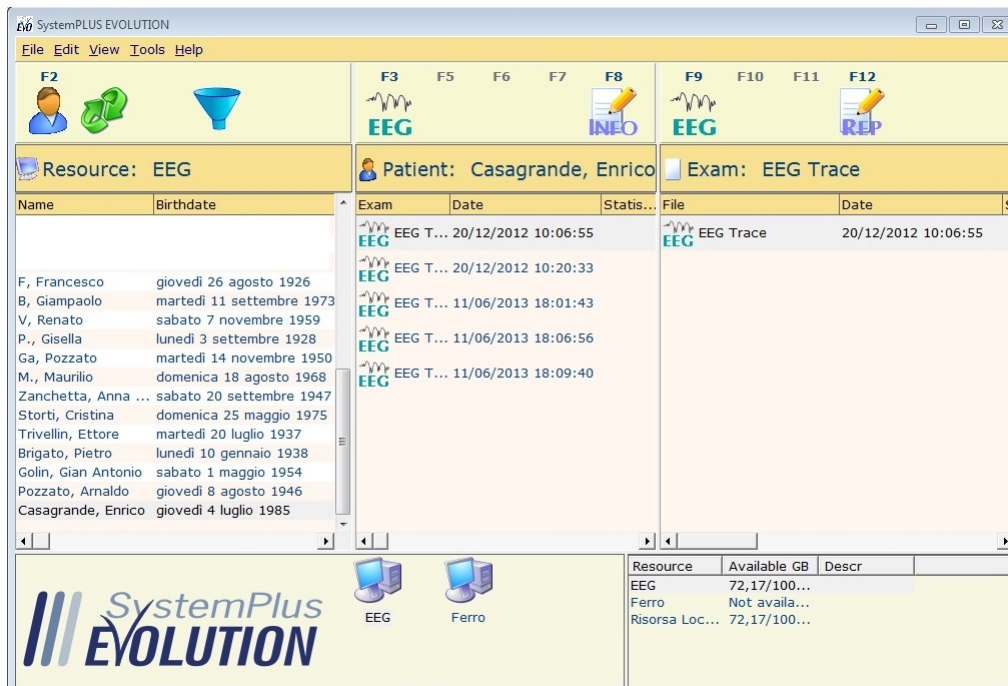 SystemPLUS EVOLUTION
File Edit View Tools Help
F2 F3 F5 F6 F7 F8 F9 F10 F11 F12
EEG INFO EEG REP
Resource: EEG
Patient: Casagrande, Enrico
Exam: EEG Trace
Name Birthdate
F, Francesco giovedì 26 agosto 1926
B, Giampaolo martedì 11 settembre 1973
V, Renato sabato 7 novembre 1959
P., Gisella lunedì 3 settembre 1928
Ga, Pozzato martedì 14 novembre 1950
M., Maurilio domenica 18 agosto 1968
Zanchetta, Anna ... sabato 20 settembre 1947
Storti, Cristina domenica 25 maggio 1975
Trivellin, Ettore martedì 20 luglio 1937
Brigato, Pietro lunedì 10 gennaio 1938
Golin, Gian Antonio sabato 1 maggio 1954
Pozzato, Arnaldo giovedì 8 agosto 1946
Casagrande, Enrico giovedì 4 luglio 1985
Exam Date Statis...
EEG EEG T... 20/12/2012 10:06:55
EEG EEG T... 20/12/2012 10:20:33
EEG EEG T... 11/06/2013 18:01:43
EEG EEG T... 11/06/2013 18:06:56
EEG EEG T... 11/06/2013 18:09:40
File Date S
EEG EEG Trace 20/12/2012 10:06:55
SystemPlus
EVOLUTION
EEG Ferro
Resource Available GB Descr
EEG 72,17/100...
Ferro Not availa...
Risorsa Loc... 72,17/100...